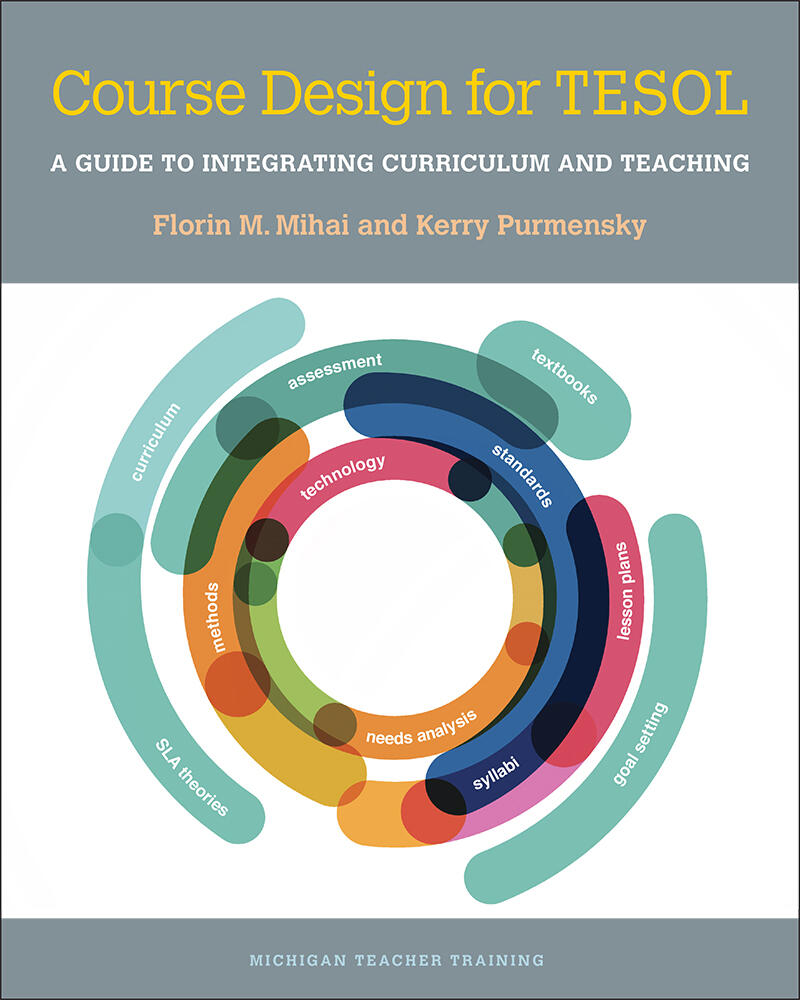 Course Design for TESOL
A GUIDE TO INTEGRATING CURRICULUM AND TEACHING
Florin M. Mihai and Kerry Purmensky
assessment
textbooks
curriculum
technology
standards
lesson plans
methods
needs analysis
goal setting
SLA theories
syllabi
MICHIGAN TEACHER TRAINING